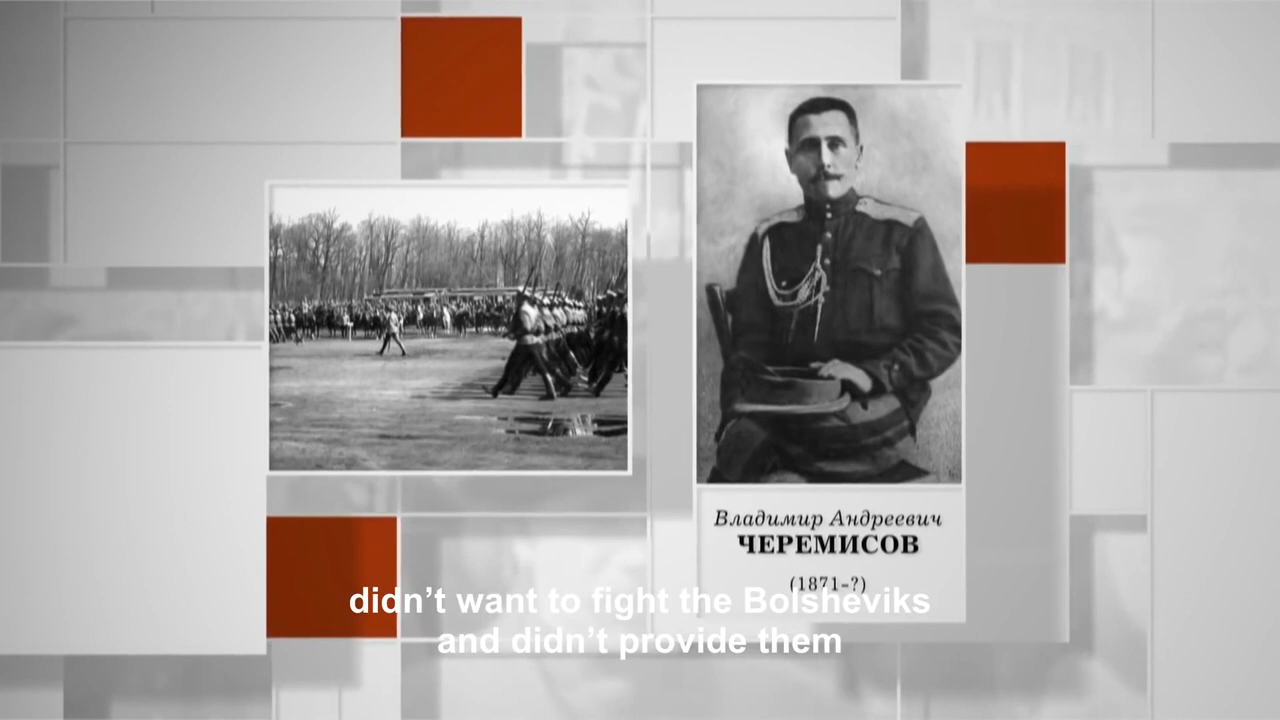 Владимир Андреевич
ЧЕРЕМИСОВ
(1871–?)
didn’t want to fight the Bolsheviks
and didn’t provide them